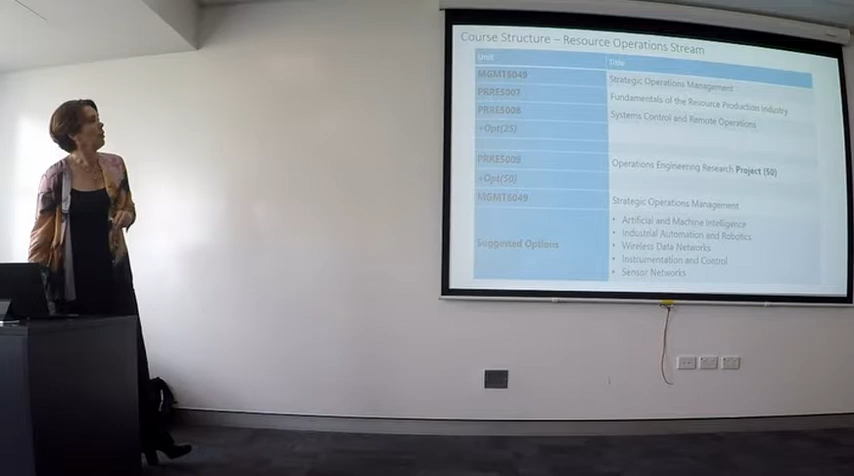 Course Structure – Resource Operations Stream
Unit Title
MGMT6049 Strategic Operations Management
PRRE5007 Fundamentals of the Resource Production Industry
PRRE5008 Systems Control and Remote Operations
+Opt(25)
PRRE5009 Operations Engineering Research Project (50)
+Opt(50)
MGMT6049 Strategic Operations Management
Suggested Options
• Artificial and Machine Intelligence
• Industrial Automation and Robotics
• Wireless Data Networks
• Instrumentation and Control
• Sensor Networks